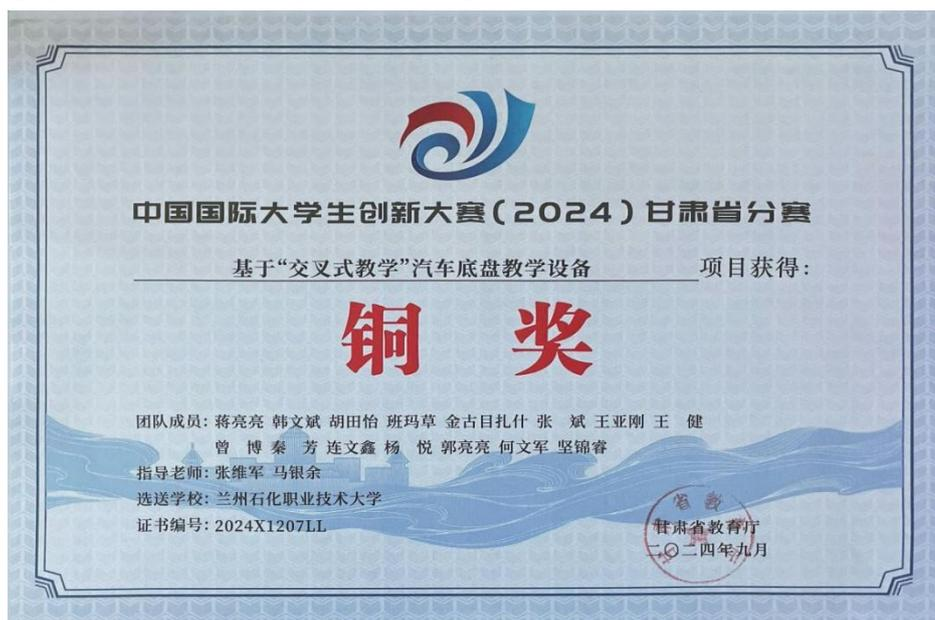 中国国际大学生创新大赛(2024)甘肃省分赛
基于“交叉式教学”汽车底盘教学设备 项目获得:
铜 奖
团队成员: 蒋亮亮 韩文斌 胡田怡 班玛草 金古目扎什 张 斌 王亚刚 王 健
曾 博 秦 芳 连文鑫 杨 悦 郭亮亮 何文军 坚锦睿
指导老师: 张维军 马银余
选送学校: 兰州石化职业技术大学
证书编号: 2024X1207LL
甘肃省教育厅
二〇二四年九月